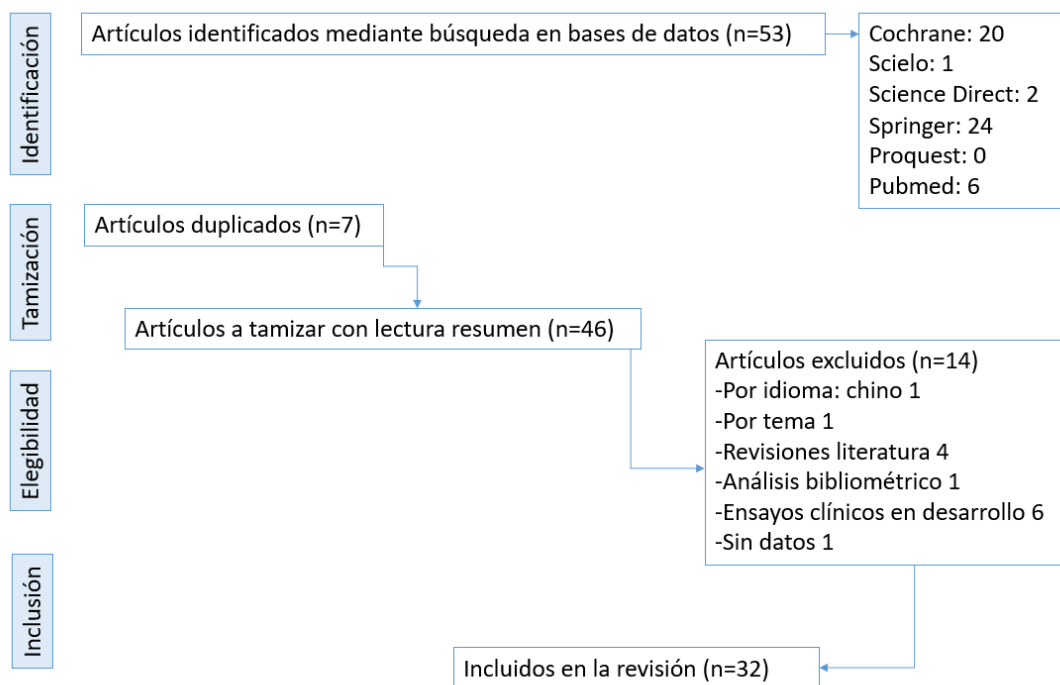 Identificación
Artículos identificados mediante búsqueda en bases de datos (n=53)
Cochrane: 20
Scielo: 1
Science Direct: 2
Springer: 24
Proquest: 0
Pubmed: 6
Tamización
Artículos duplicados (n=7)
Artículos a tamizar con lectura resumen (n=46)
Elegibilidad
Artículos excluidos (n=14)
-Por idioma: chino 1
-Por tema 1
-Revisiones literatura 4
-Análisis bibliométrico 1
-Ensayos clínicos en desarrollo 6
-Sin datos 1
Inclusión
Incluidos en la revisión (n=32)